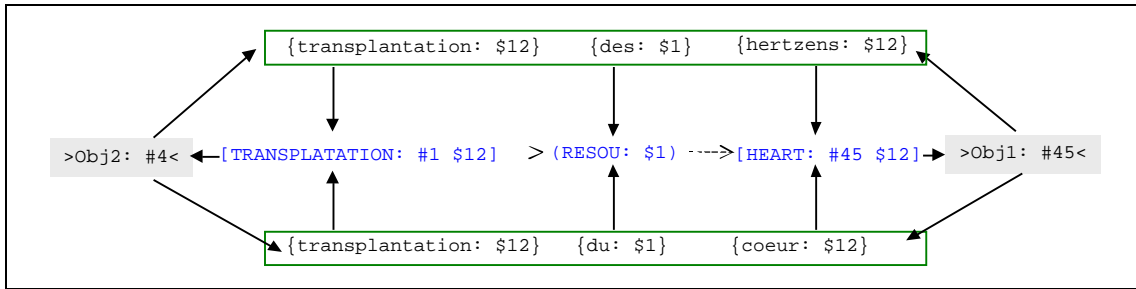 {transplantation: $12} {des: $1} {hertzens: $12}
>Obj2: #4< [TRANSPLATATION: #1 $12] >(RESOU: $1) ----> [HEART: #45 $12] >Obj1: #45<
{transplantation: $12} {du: $1} {coeur: $12}